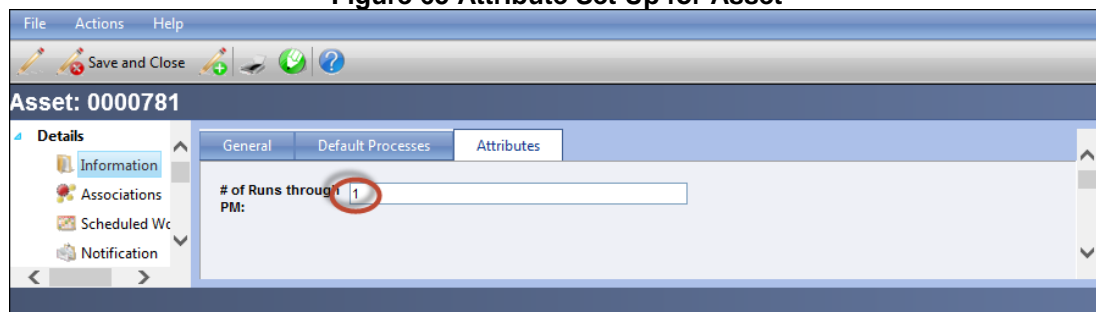 File Actions Help
Save and Close
Asset: 0000781
Details
Information
Associations
Scheduled Wc
Notification
General Default Processes Attributes
# of Runs through 1
PM: